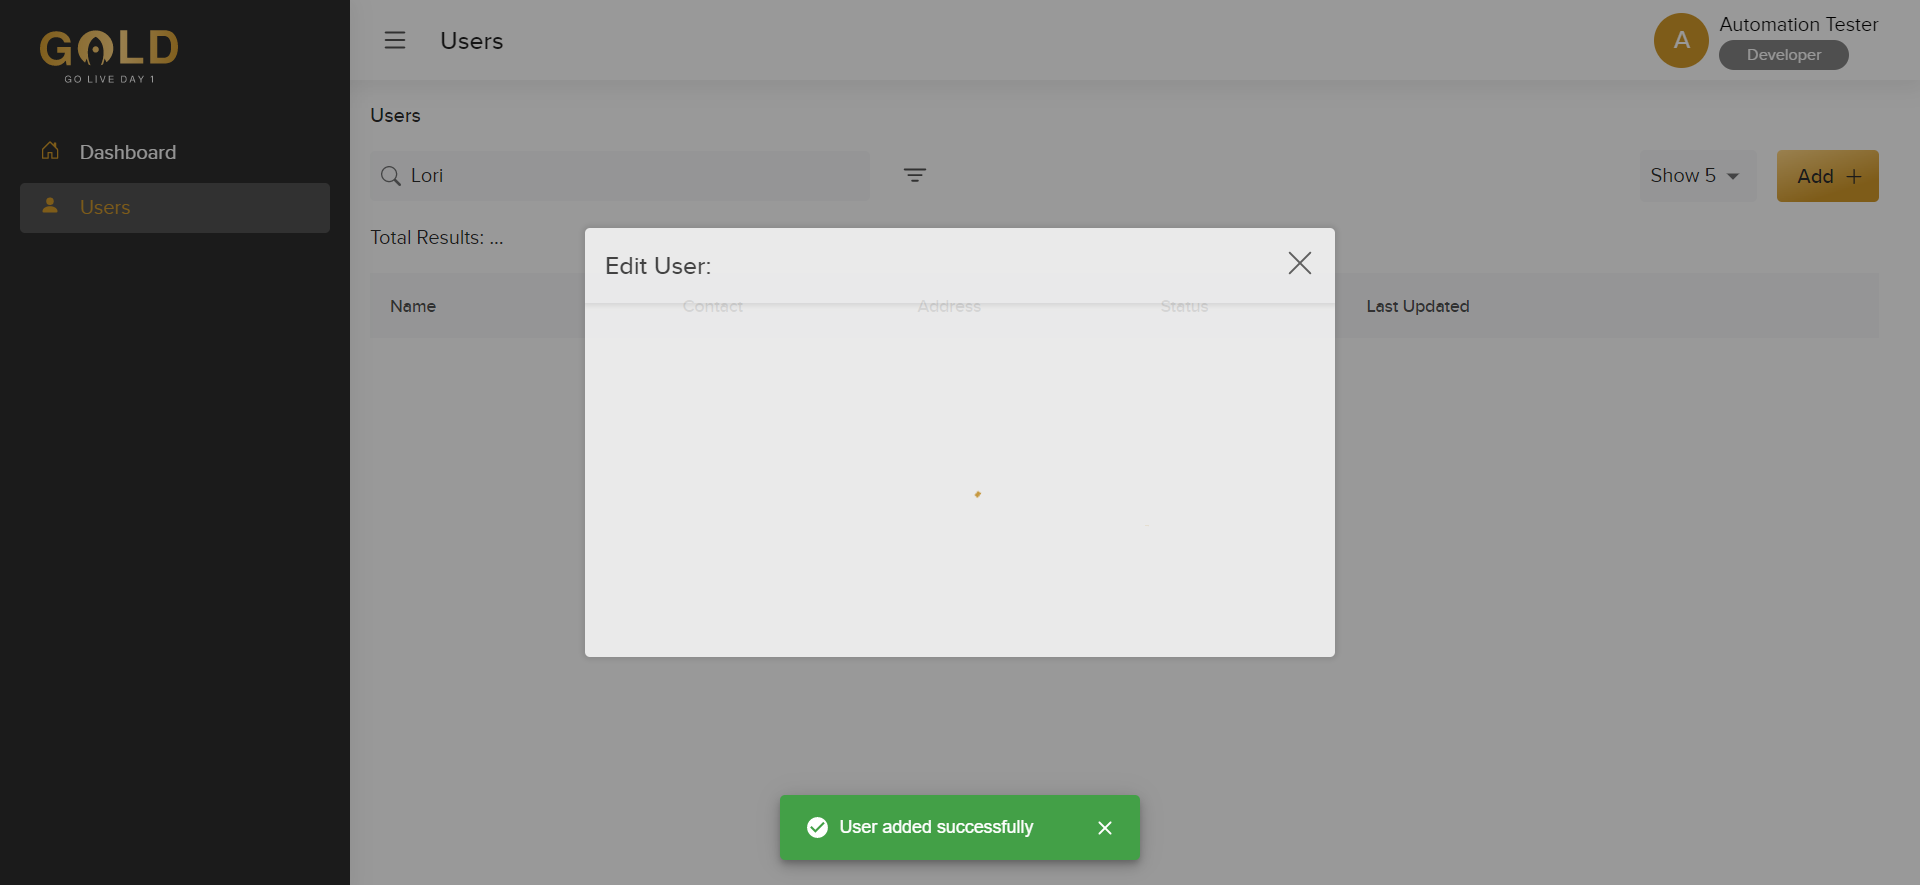 GOLD
GO LIVE DAY 1
Dashboard
Users
Users
A
Automation Tester
Developer
Users
Lori
Show 5
Add +
Total Results: ...
Edit User:
Name
Contact
Address
Status
Last Updated
User added successfully